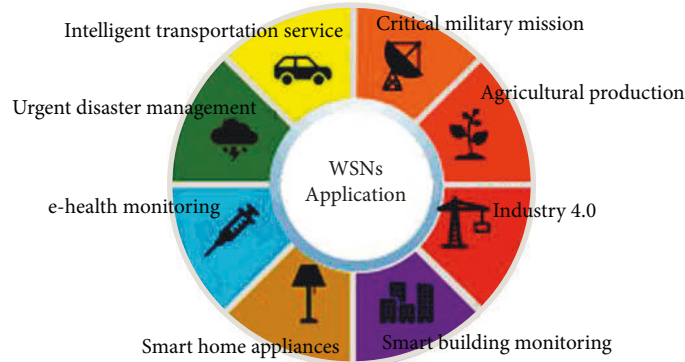 Intelligent transportation service
Critical military mission
Urgent disaster management
Agricultural production
WSNs
Application
e-health monitoring
Industry 4.0
Smart home appliances
Smart building monitoring